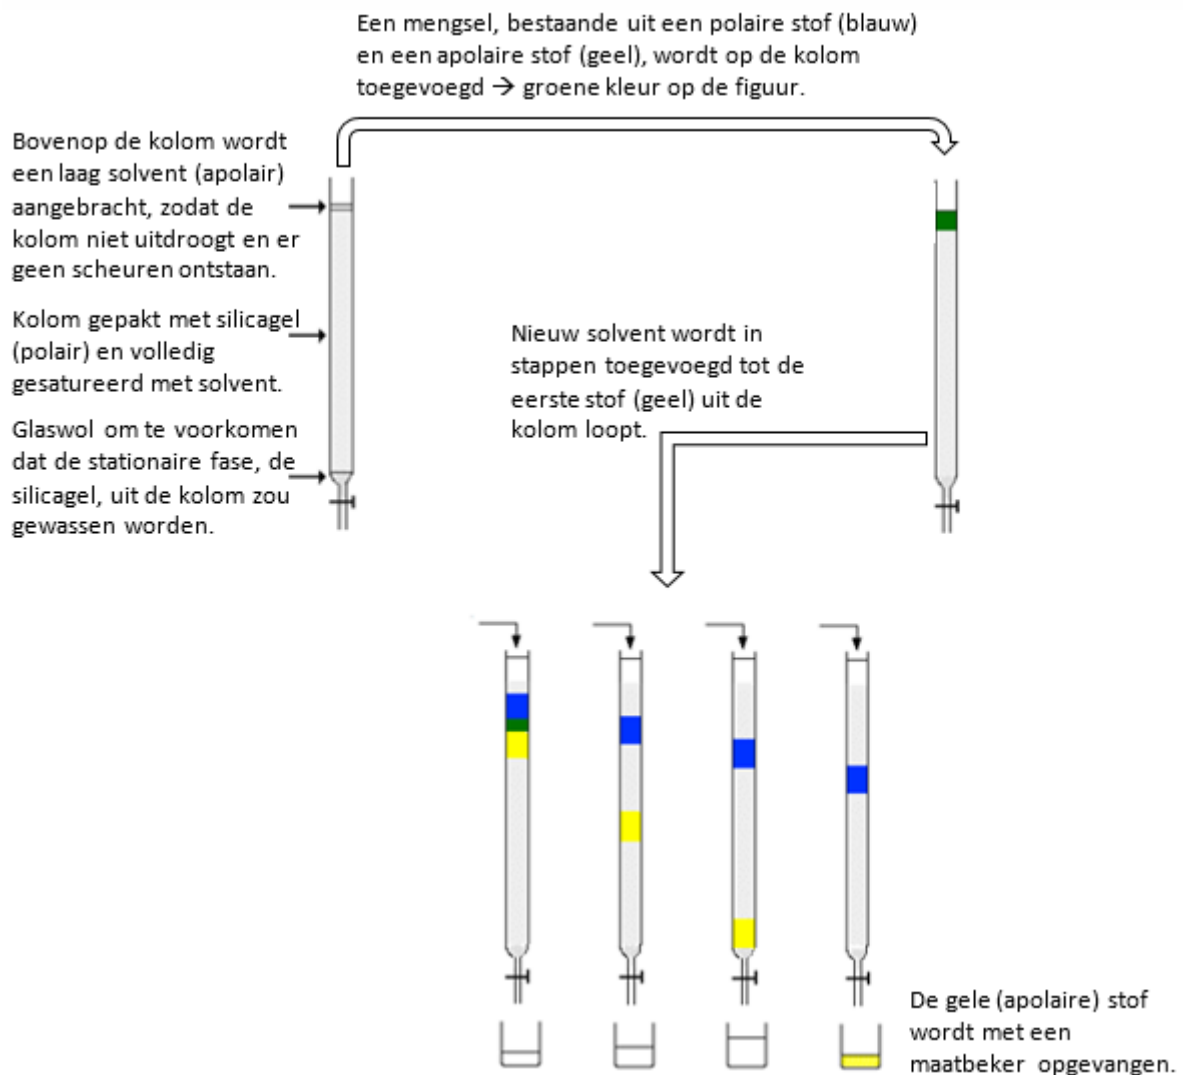 Een mengsel, bestaande uit een polaire stof (blauw)
en een apolaire stof (geel), wordt op de kolom
toegevoegd → groene kleur op de figuur.
Bovenop de kolom wordt
een laag solvent (apolair)
aangebracht, zodat de
kolom niet uitdroogt en er
geen scheuren ontstaan.
Kolom gepakt met silicagel
(polair) en volledig
gesatureerd met solvent.
Glaswol om te voorkomen
dat de stationaire fase, de
silicagel, uit de kolom zou
gewassen worden.
Nieuw solvent wordt in
stappen toegevoegd tot de
eerste stof (geel) uit de
kolom loopt.
De gele (apolaire) stof
wordt met een
maatbeker opgevangen.